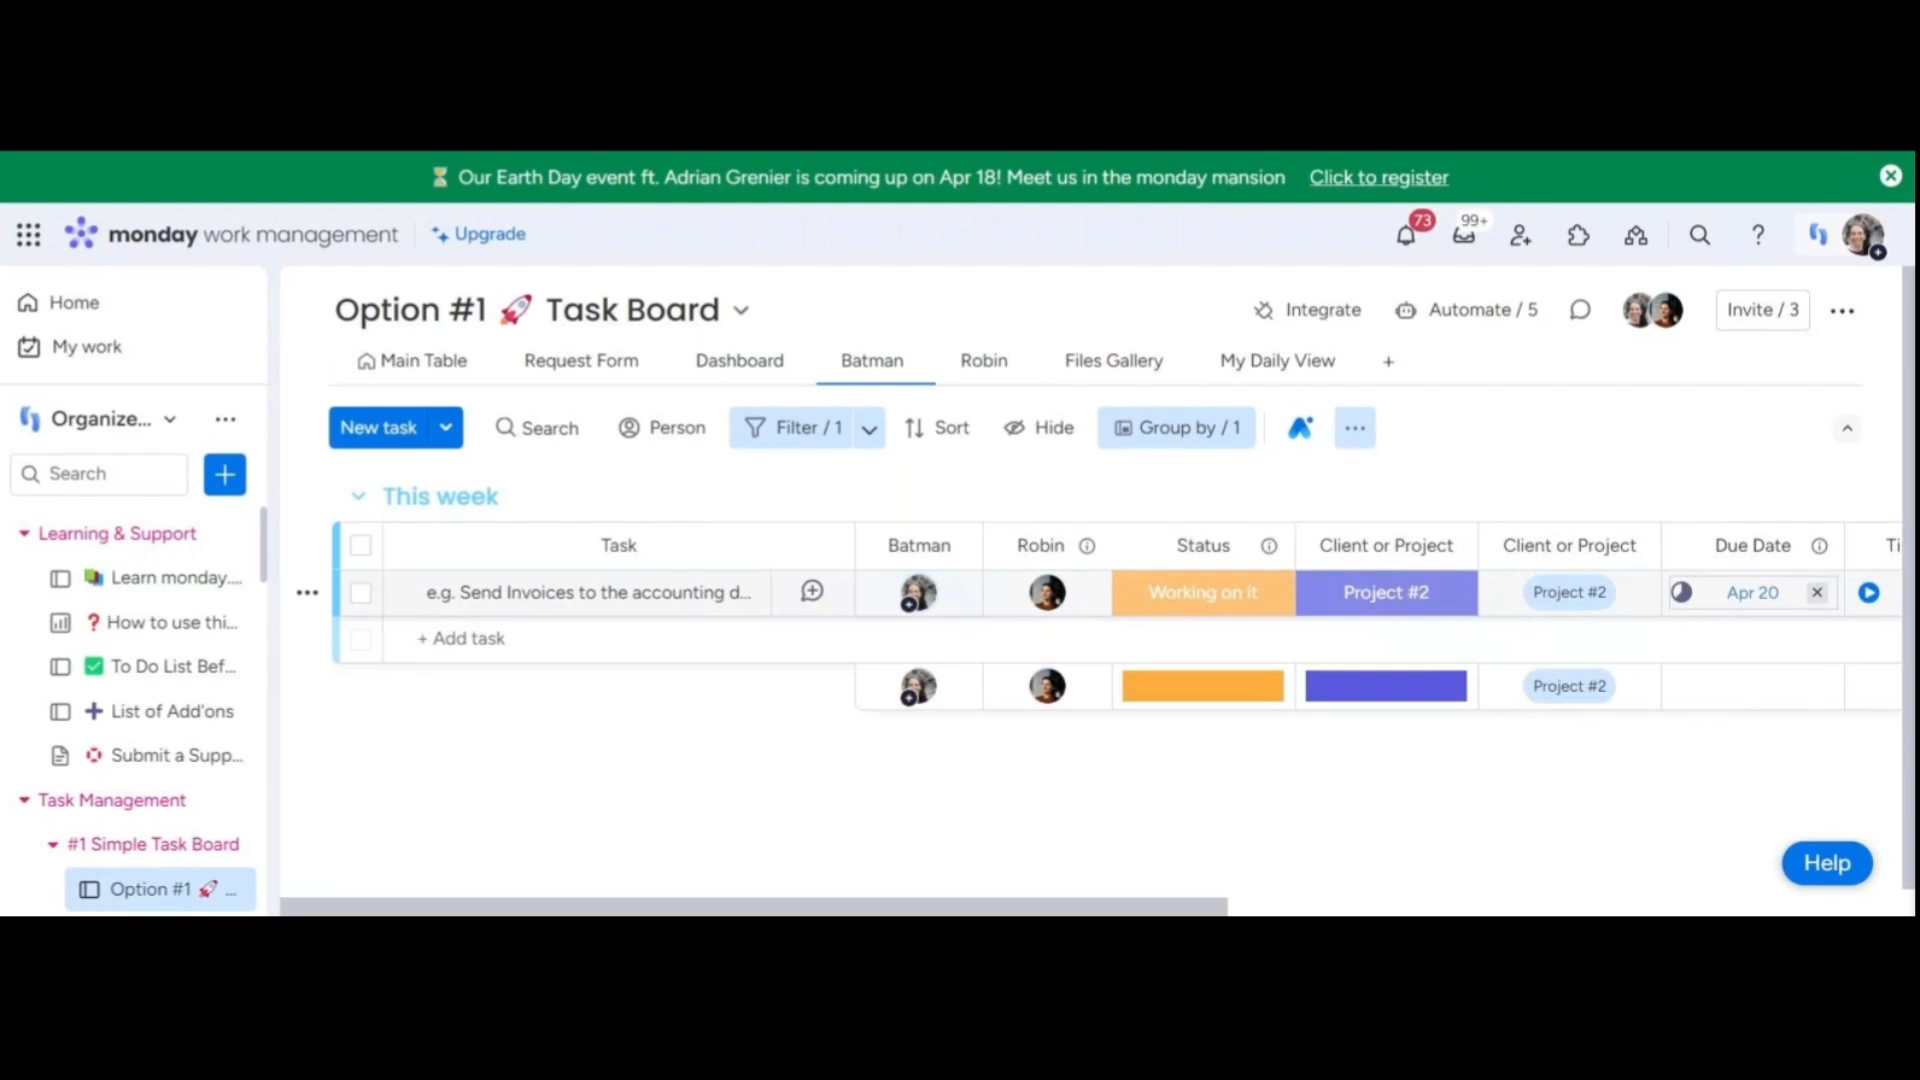 ⏳ Our Earth Day event ft. Adrian Grenier is coming up on Apr 18! Meet us in the monday mansion Click to register
monday work management Upgrade
73 99+
Home
My work
Organize...
Search
Learning & Support
📚 Learn monday....
❓ How to use thi...
✅ To Do List Bef...
➕ List of Add'ons
Submit a Supp...
Task Management
#1 Simple Task Board
Option #1 🚀 ...
Option #1 🚀 Task Board
Integrate Automate / 5 Invite / 3
Main Table Request Form Dashboard Batman Robin Files Gallery My Daily View +
New task Search Person Filter / 1 Sort Hide Group by / 1
This week
Task Batman Robin Status Client or Project Client or Project Due Date Ti
e.g. Send Invoices to the accounting d... Working on it Project #2 Project #2 Apr 20
+ Add task
Project #2
Help